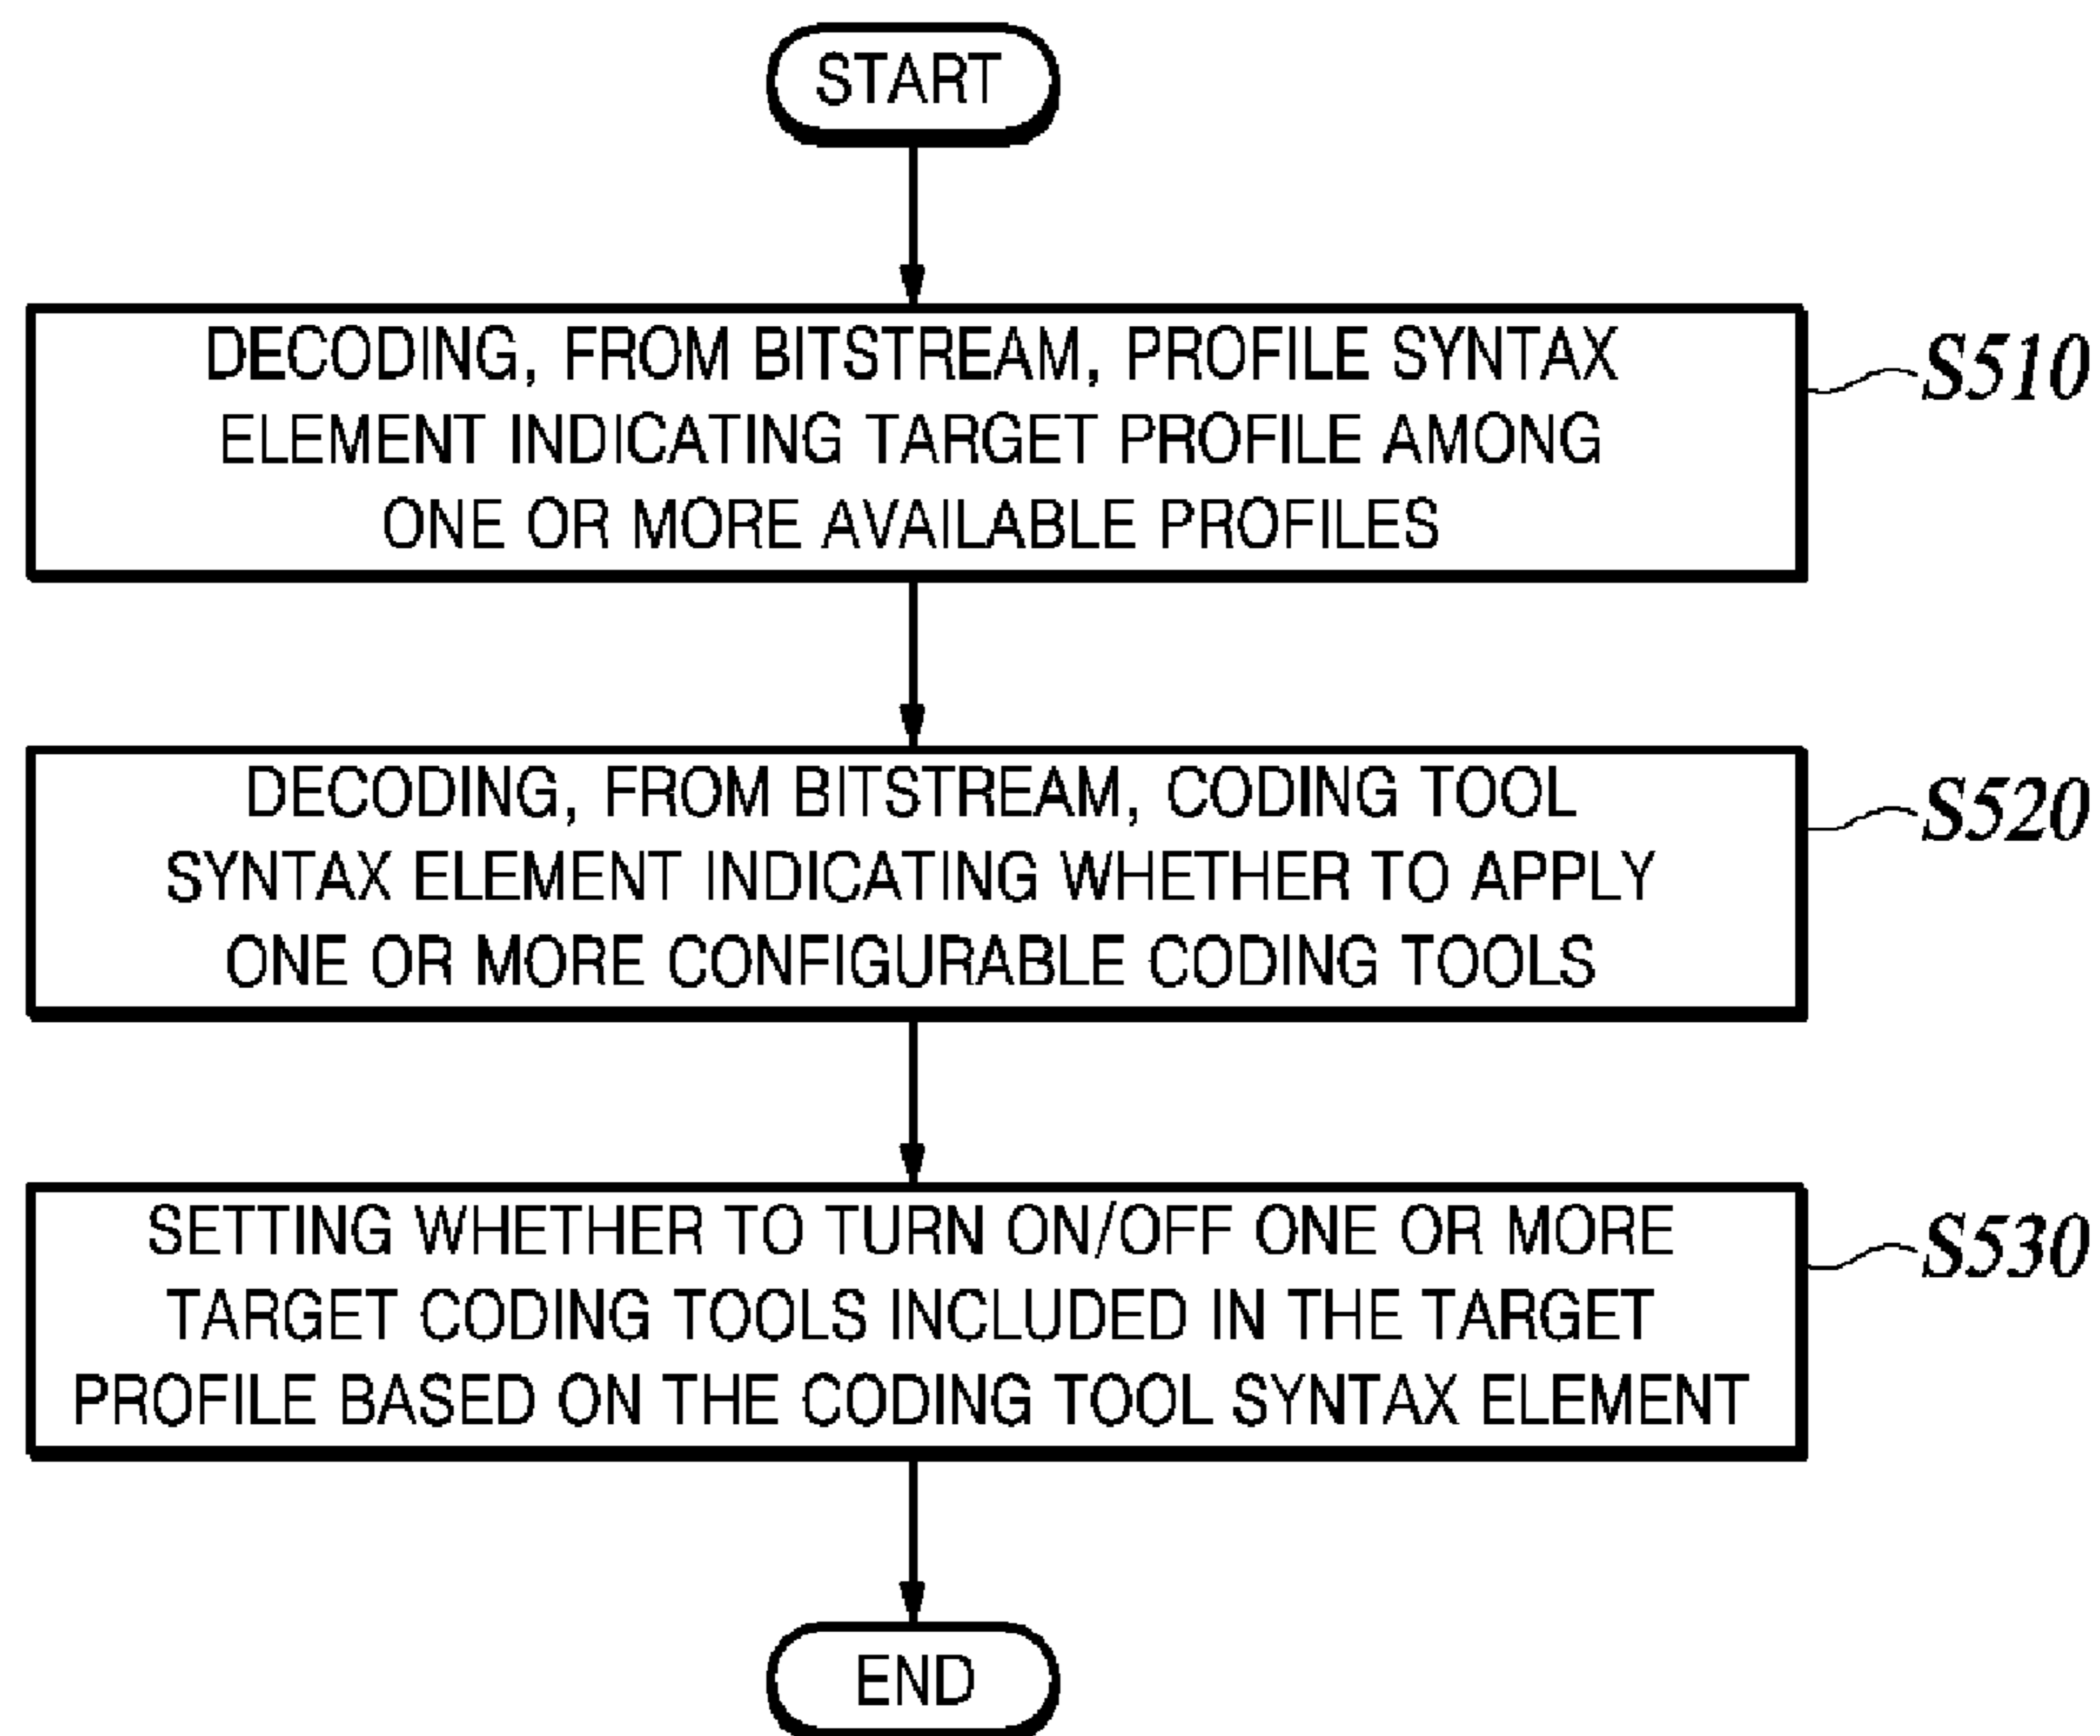 START
DECODING, FROM BITSTREAM, PROFILE SYNTAX
ELEMENT INDICATING TARGET PROFILE AMONG
ONE OR MORE AVAILABLE PROFILES
S510
DECODING, FROM BITSTREAM, CODING TOOL
SYNTAX ELEMENT INDICATING WHETHER TO APPLY
ONE OR MORE CONFIGURABLE CODING TOOLS
S520
SETTING WHETHER TO TURN ON/OFF ONE OR MORE
TARGET CODING TOOLS INCLUDED IN THE TARGET
PROFILE BASED ON THE CODING TOOL SYNTAX ELEMENT
S530
END